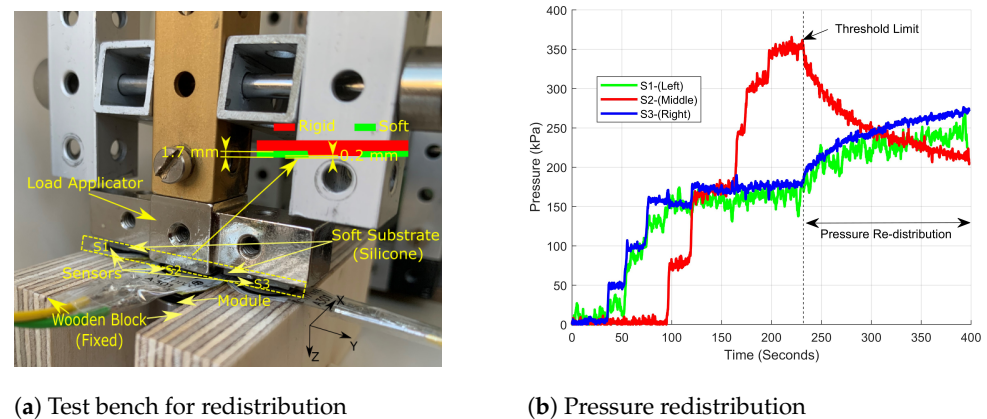 Rigid
Soft
1.7 mm
0.2 mm
Load Applicator
S1
Soft Substrate
(Silicone)
Sensors
S2
S3
Module
Wooden Block
(Fixed)
X
Y
Z
400
350
300
250
200
150
100
50
0
Pressure (kPa)
Threshold Limit
S1-(Left)
S2-(Middle)
S3-(Right)
Pressure Re-distribution
0 50 100 150 200 250 300 350 400
Time (Seconds)
(a) Test bench for redistribution
(b) Pressure redistribution